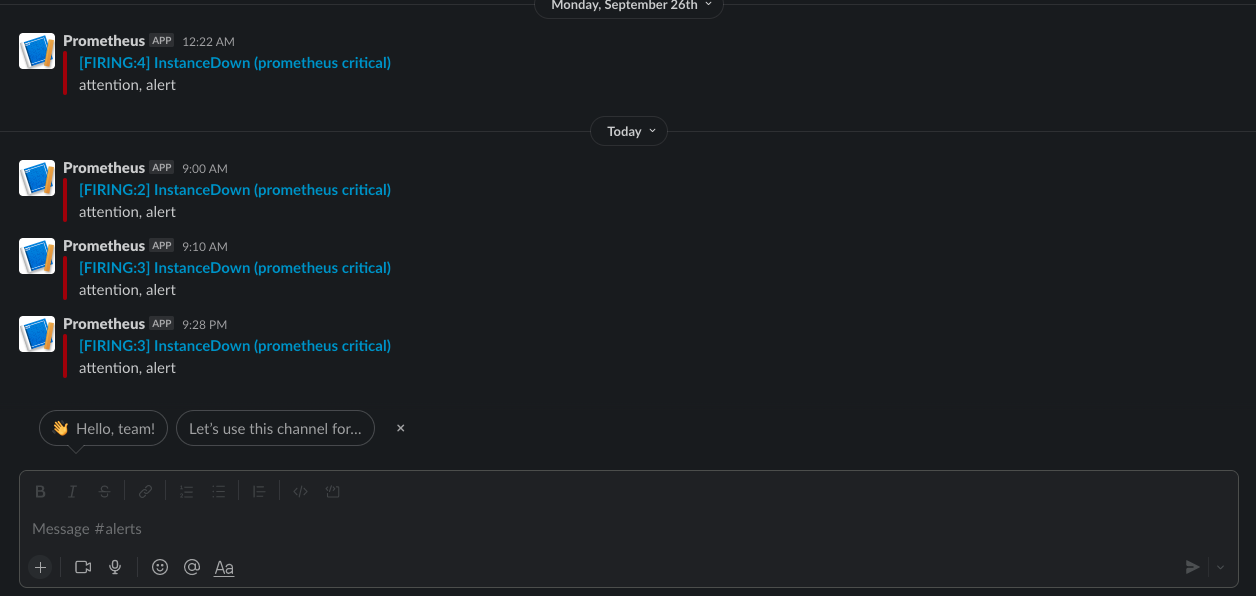 Monday, September 26th
Prometheus APP 12:22 AM
[FIRING:4] InstanceDown (prometheus critical)
attention, alert
Today
Prometheus APP 9:00 AM
[FIRING:2] InstanceDown (prometheus critical)
attention, alert
Prometheus APP 9:10 AM
[FIRING:3] InstanceDown (prometheus critical)
attention, alert
Prometheus APP 9:28 PM
[FIRING:3] InstanceDown (prometheus critical)
attention, alert
👋 Hello, team! Let’s use this channel for...
Message #alerts
Aa